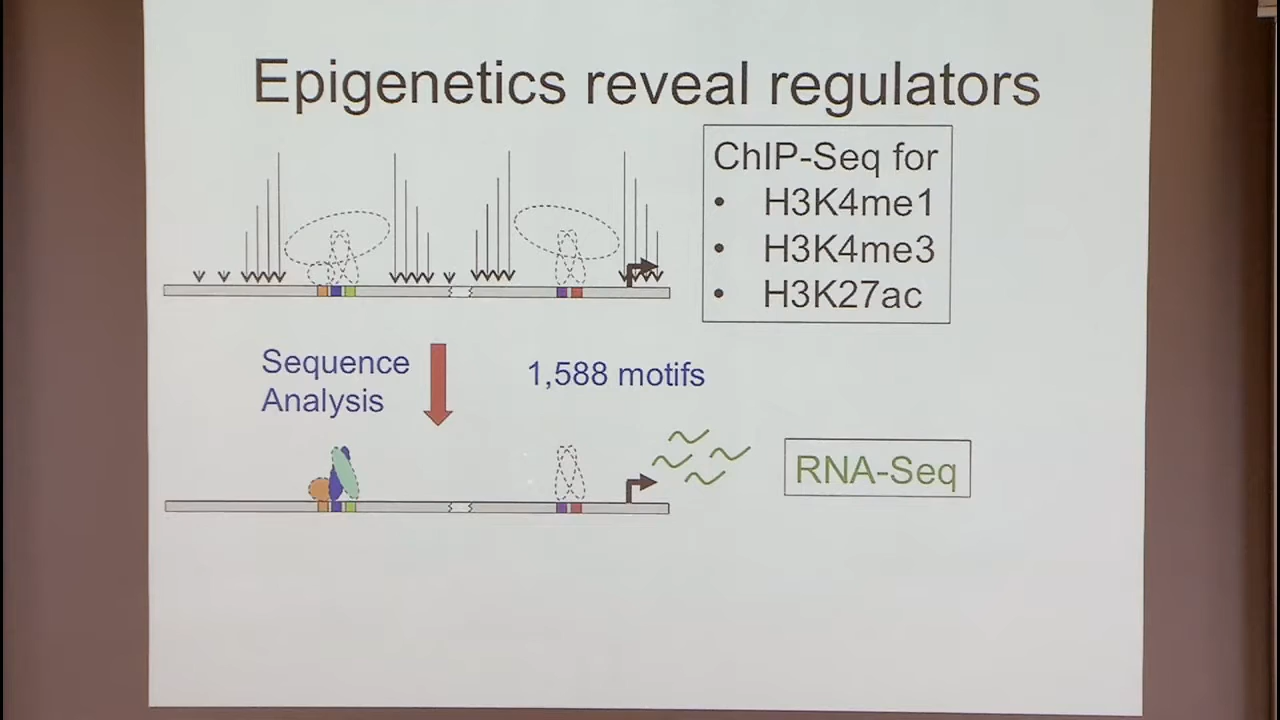 Epigenetics reveal regulators
ChIP-Seq for
• H3K4me1
• H3K4me3
• H3K27ac
Sequence
Analysis
1,588 motifs
RNA-Seq